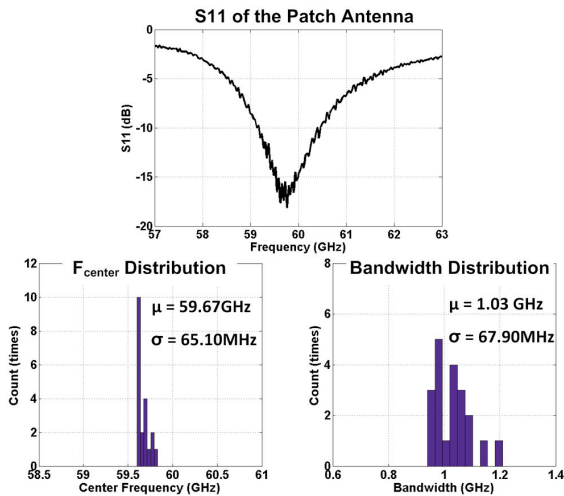 S11 of the Patch Antenna
0
-5
-10
-15
-20
S11 (dB)
57 58 59 60 61 62 63
Frequency (GHz)
Fcenter Distribution
12
10
8
6
4
2
0
Count (times)
μ = 59.67GHz
σ = 65.10MHz
58.5 59 59.5 60 60.5 61
Center Frequency (GHz)
Bandwidth Distribution
8
6
4
2
0
Count (times)
μ = 1.03 GHz
σ = 67.90MHz
0.6 0.8 1 1.2 1.4
Bandwidth (GHz)